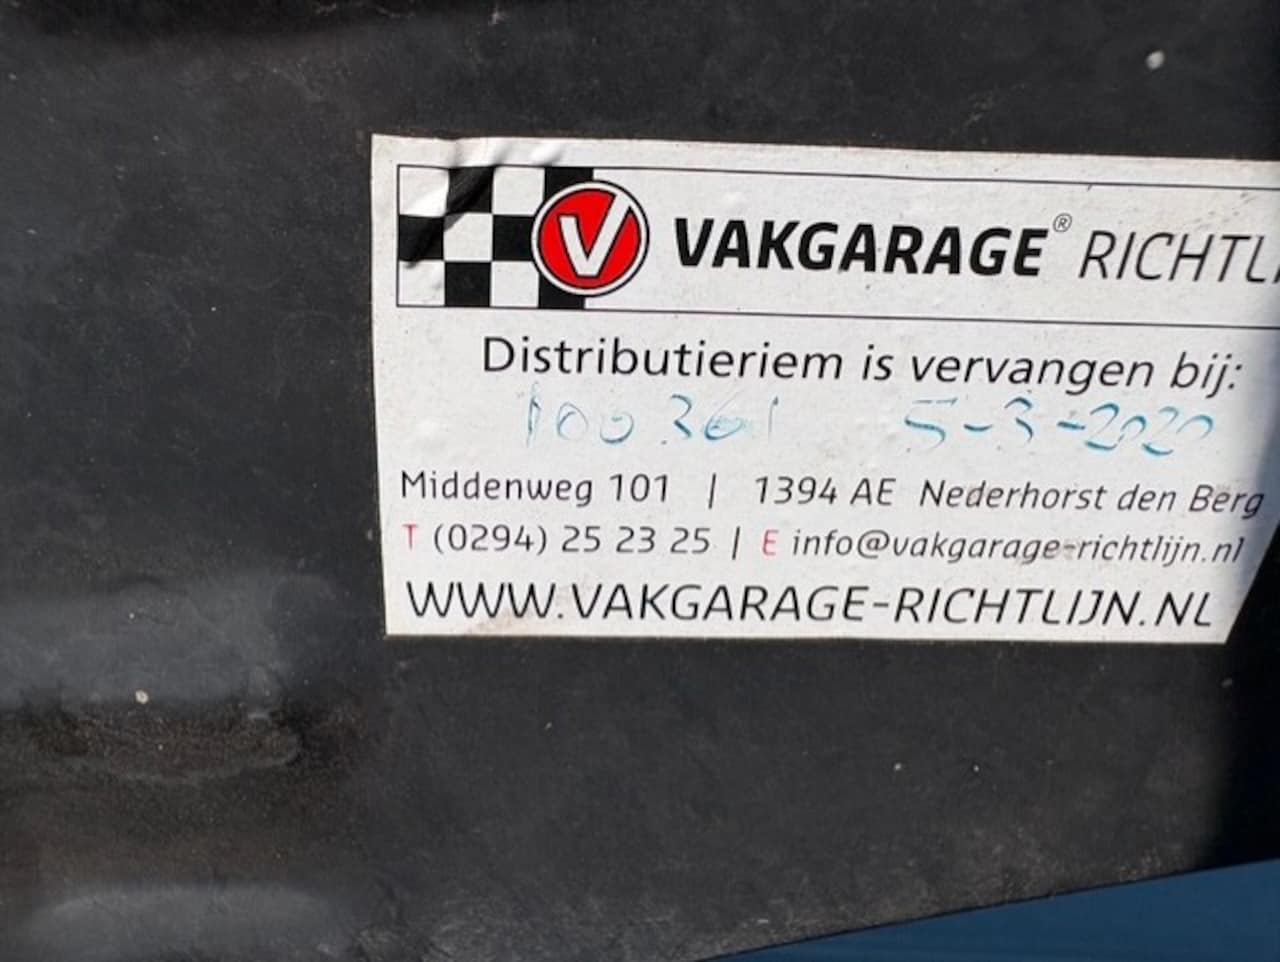 V VAKGARAGE® RICHTLI
Distributieriem is vervangen bij:
100361 5-3-2020
Middenweg 101 | 1394 AE Nederhorst den Berg
T (0294) 25 23 25 | E info@vakgarage-richtlijn.nl
WWW.VAKGARAGE-RICHTLIJN.NL